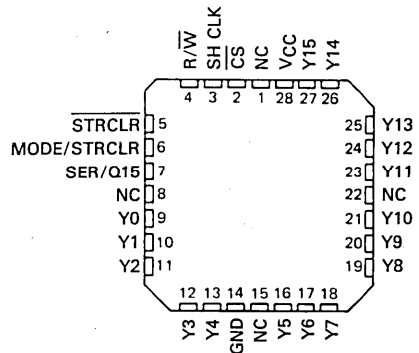 R/W̅
SH CLK
C̅S̅
NC
VCC
Y15
Y14
4 3 2 1 28 27 26
S̅T̅R̅C̅L̅R̅ 5
MODE/STRCLR 6
SER/Q15 7
NC 8
Y0 9
Y1 10
Y2 11
25 Y13
24 Y12
23 Y11
22 NC
21 Y10
20 Y9
19 Y8
12 13 14 15 16 17 18
Y3
Y4
GND
NC
Y5
Y6
Y7